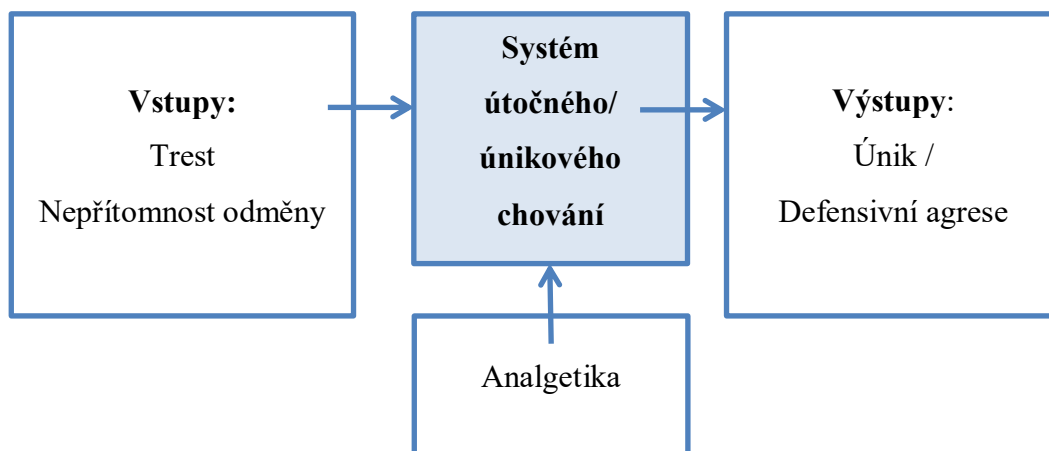 Vstupy:
Trest
Nepřítomnost odměny
Systém
útočného/
únikového
chování
Výstupy:
Únik /
Defensivní agrese
Analgetika